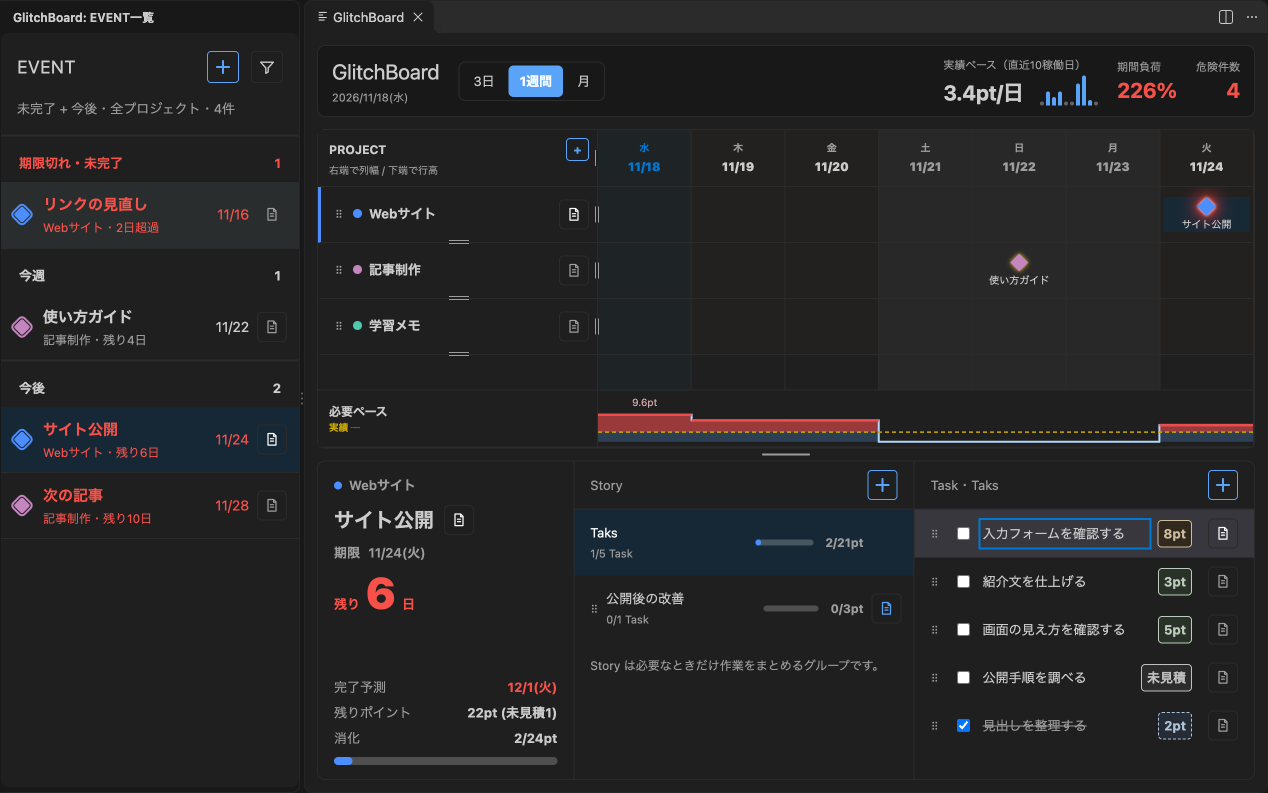 GlitchBoard: EVENT一覧
GlitchBoard
EVENT
未完了 + 今後・全プロジェクト・4件
期限切れ・未完了 1
リンクの見直し 11/16
Webサイト・2日超過
今週 1
使い方ガイド 11/22
記事制作・残り4日
今後 2
サイト公開 11/24
Webサイト・残り6日
次の記事 11/28
記事制作・残り10日
GlitchBoard
2026/11/18(水)
3日 1週間 月
実績ペース（直近10稼働日）
3.4pt/日
期間負荷
226%
危険件数
4
PROJECT
右端で列幅 / 下端で行高
水 木 金 土 日 月 火
11/18 11/19 11/20 11/21 11/22 11/23 11/24
Webサイト
サイト公開
記事制作
使い方ガイド
学習メモ
必要ペース
実績
9.6pt
Webサイト
サイト公開
期限 11/24(火)
残り 6 日
完了予測 12/1(火)
残りポイント 22pt (未見積1)
消化 2/24pt
Story
Taks
1/5 Task
2/21pt
公開後の改善
0/1 Task
0/3pt
Story は必要なときだけ作業をまとめるグループです。
Task・Taks
入力フォームを確認する 8pt
紹介文を仕上げる 3pt
画面の見え方を確認する 5pt
公開手順を調べる 未見積
見出しを整理する 2pt